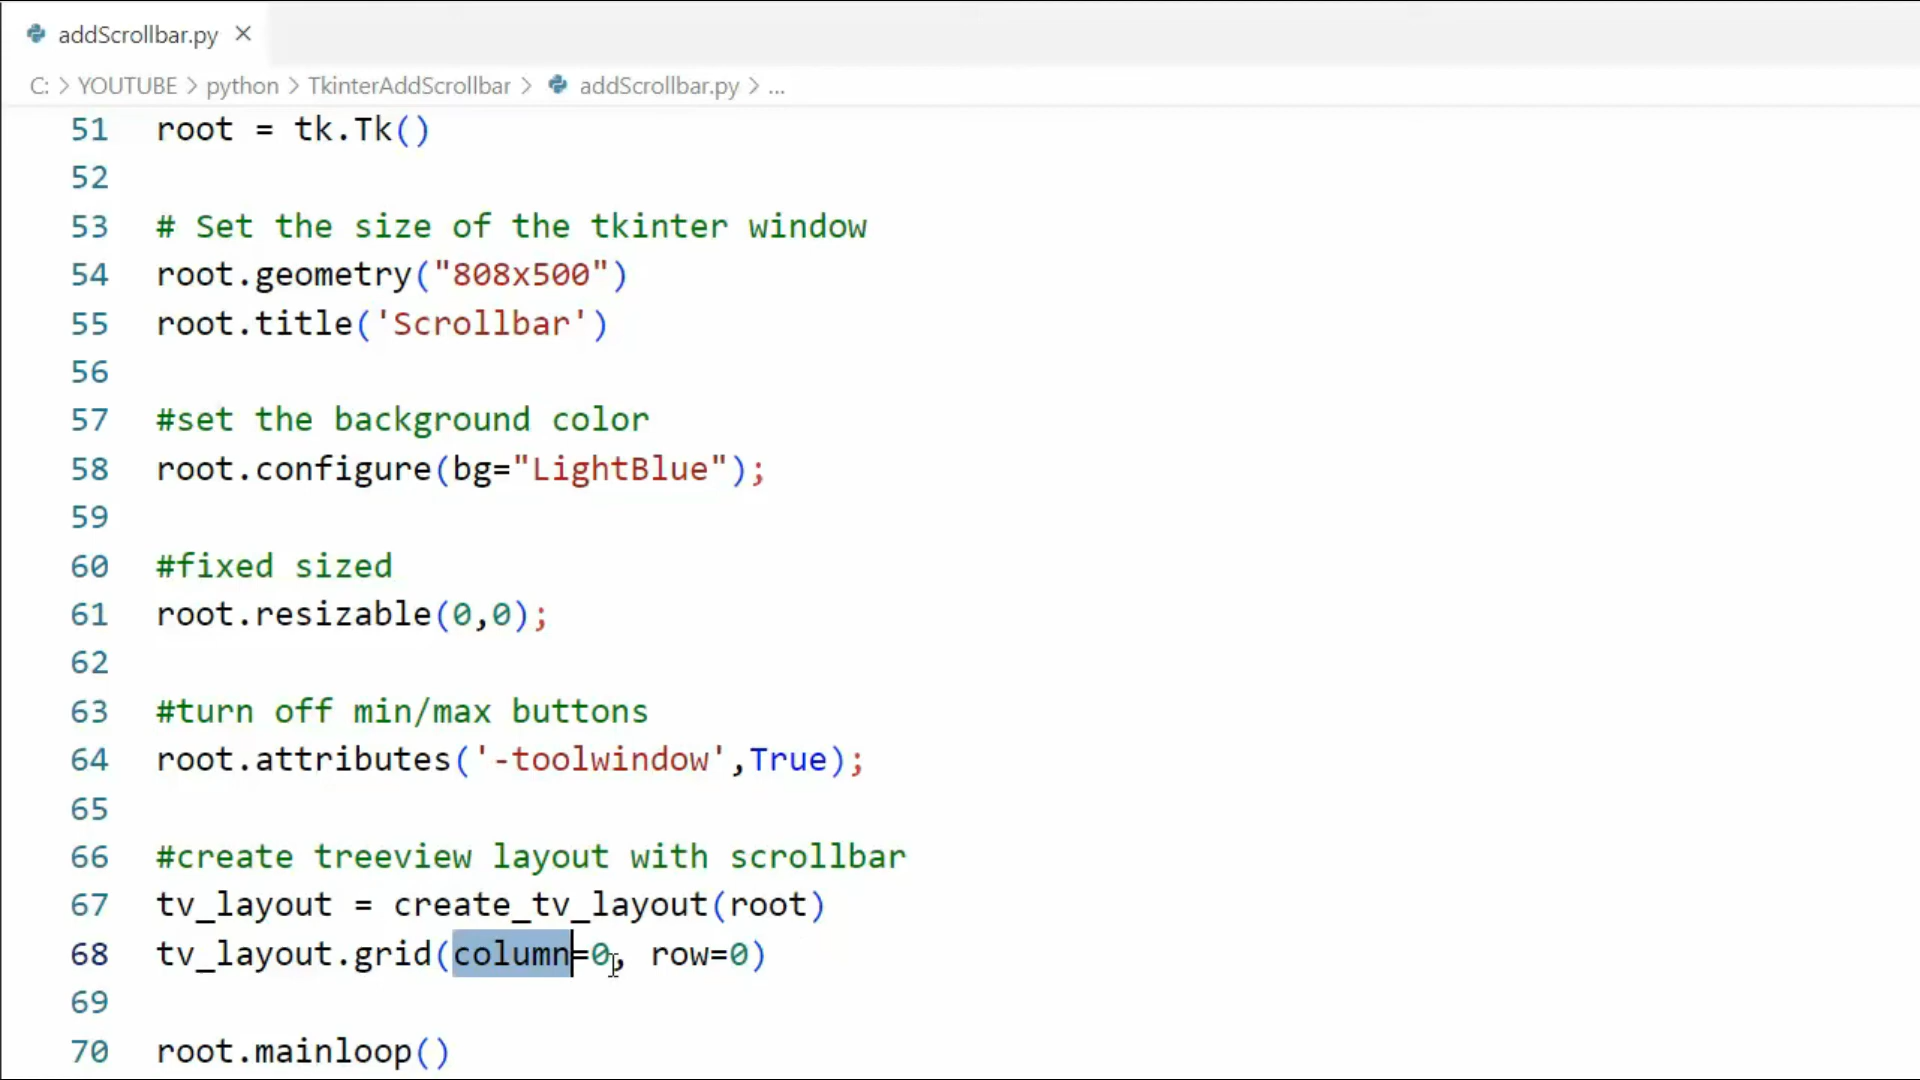 addScrollbar.py
C: > YOUTUBE > python > TkinterAddScrollbar > addScrollbar.py > ...
51 root = tk.Tk()
52
53 # Set the size of the tkinter window
54 root.geometry("808x500")
55 root.title('Scrollbar')
56
57 #set the background color
58 root.configure(bg="LightBlue");
59
60 #fixed sized
61 root.resizable(0,0);
62
63 #turn off min/max buttons
64 root.attributes('-toolwindow',True);
65
66 #create treeview layout with scrollbar
67 tv_layout = create_tv_layout(root)
68 tv_layout.grid(column=0, row=0)
69
70 root.mainloop()